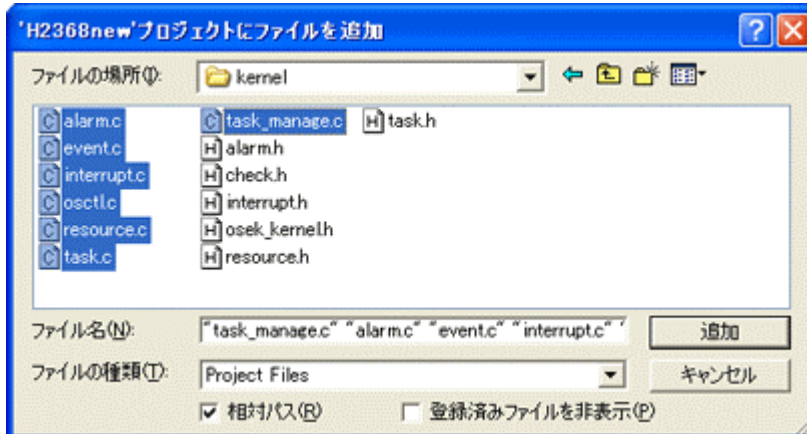 'H2368new'プロジェクトにファイルを追加
ファイルの場所(I):
kernel
alarm.c
event.c
interrupt.c
osctl.c
resource.c
task.c
task_manage.c
alarm.h
check.h
interrupt.h
osek_kernel.h
resource.h
task.h
ファイル名(N):
"task_manage.c" "alarm.c" "event.c" "interrupt.c" "
追加
ファイルの種類(T):
Project Files
キャンセル
相対パス(R)
登録済みファイルを非表示(P)